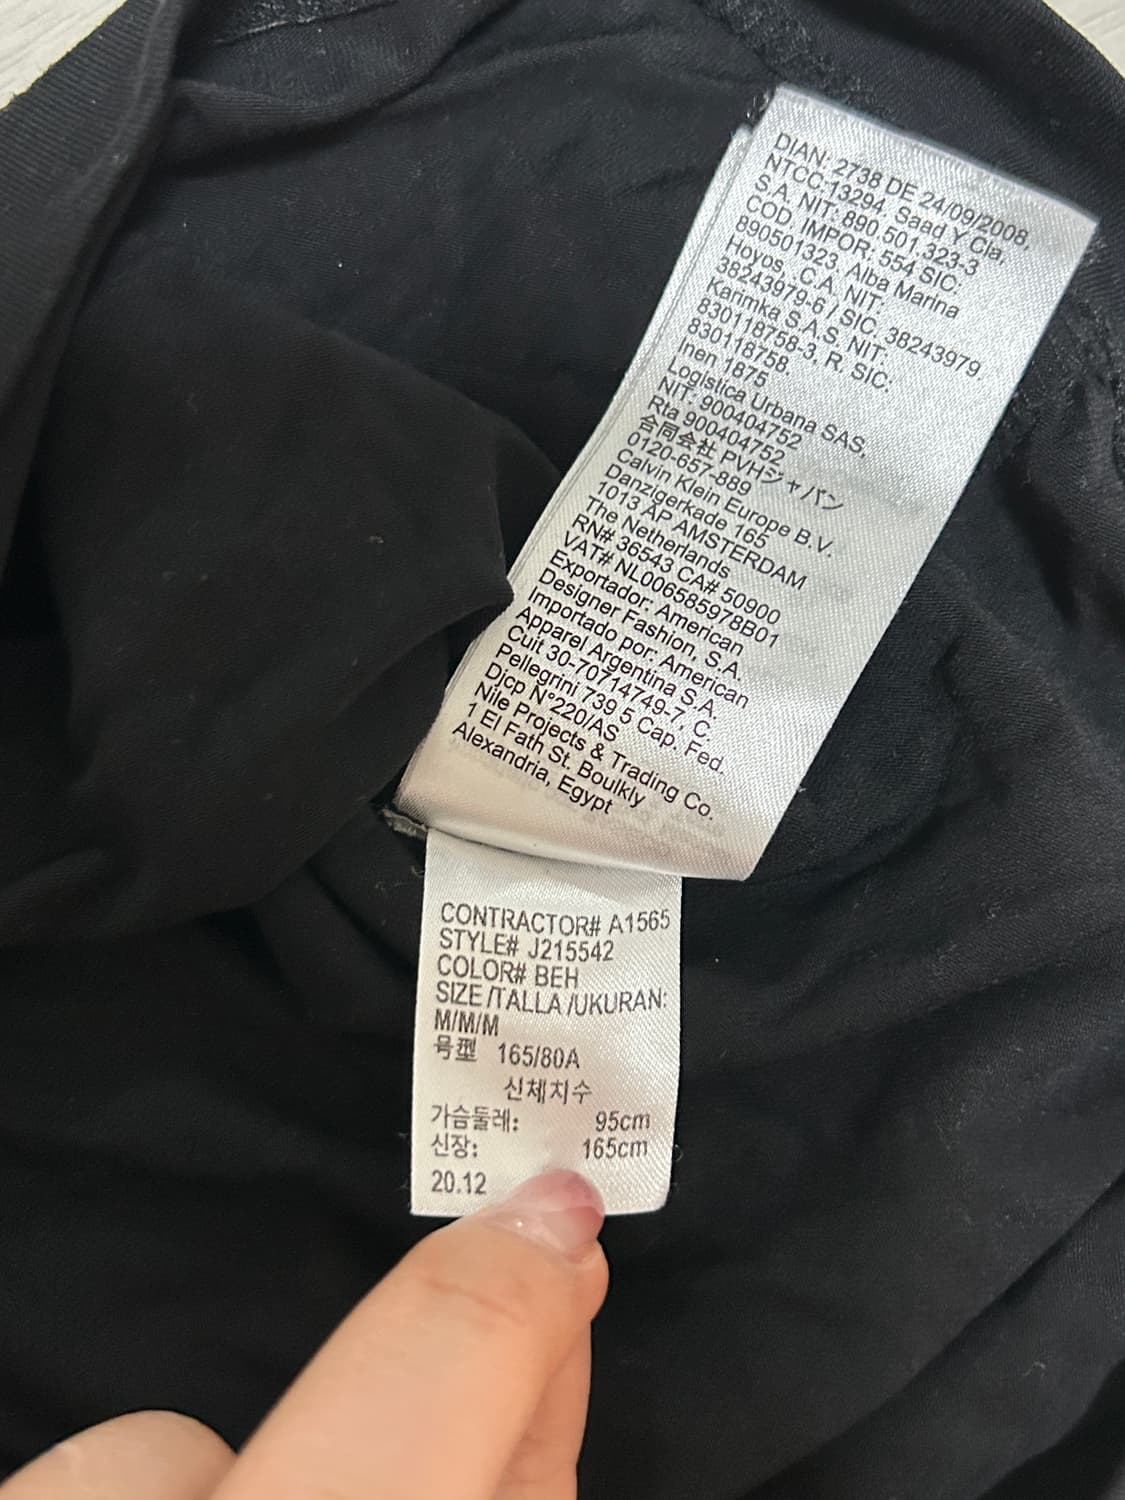 DIAN: 2738 DE 24/09/2008,
NTCC:13294, Saad Y Cia.
S.A. NIT: 890.501.323-3
COD. IMPOR: 554 SIC.
890501323, Alba Marina
Hoyos, C.A, NIT.
38243979-6 / SIC. 38243979.
Karimka S.A.S, NIT:
830118758-3, R. SIC:
830118758
Inen 1875
Logistica Urbana SAS,
NIT: 900404752
Rta 900404752
合同会社 PVHジャパン
0120-657-889
Calvin Klein Europe B.V.
Danzigerkade 165
1013 AP AMSTERDAM
The Netherlands
RN# 36543 CA# 50900
VAT# NL006585978B01
Exportador: American
Designer Fashion, S.A.
Importado por: American
Apparel Argentina S.A.
Cuit 30-70714749-7, C.
Pellegrini 739 5 Cap. Fed.
Djcp N°220/AS
Nile Projects & Trading Co.
1 El Fath St. Boulkly
Alexandria, Egypt
CONTRACTOR# A1565
STYLE# J215542
COLOR# BEH
SIZE /TALLA /UKURAN:
M/M/M
号型 165/80A
신체치수
가슴둘레: 95cm
신장: 165cm
20.12